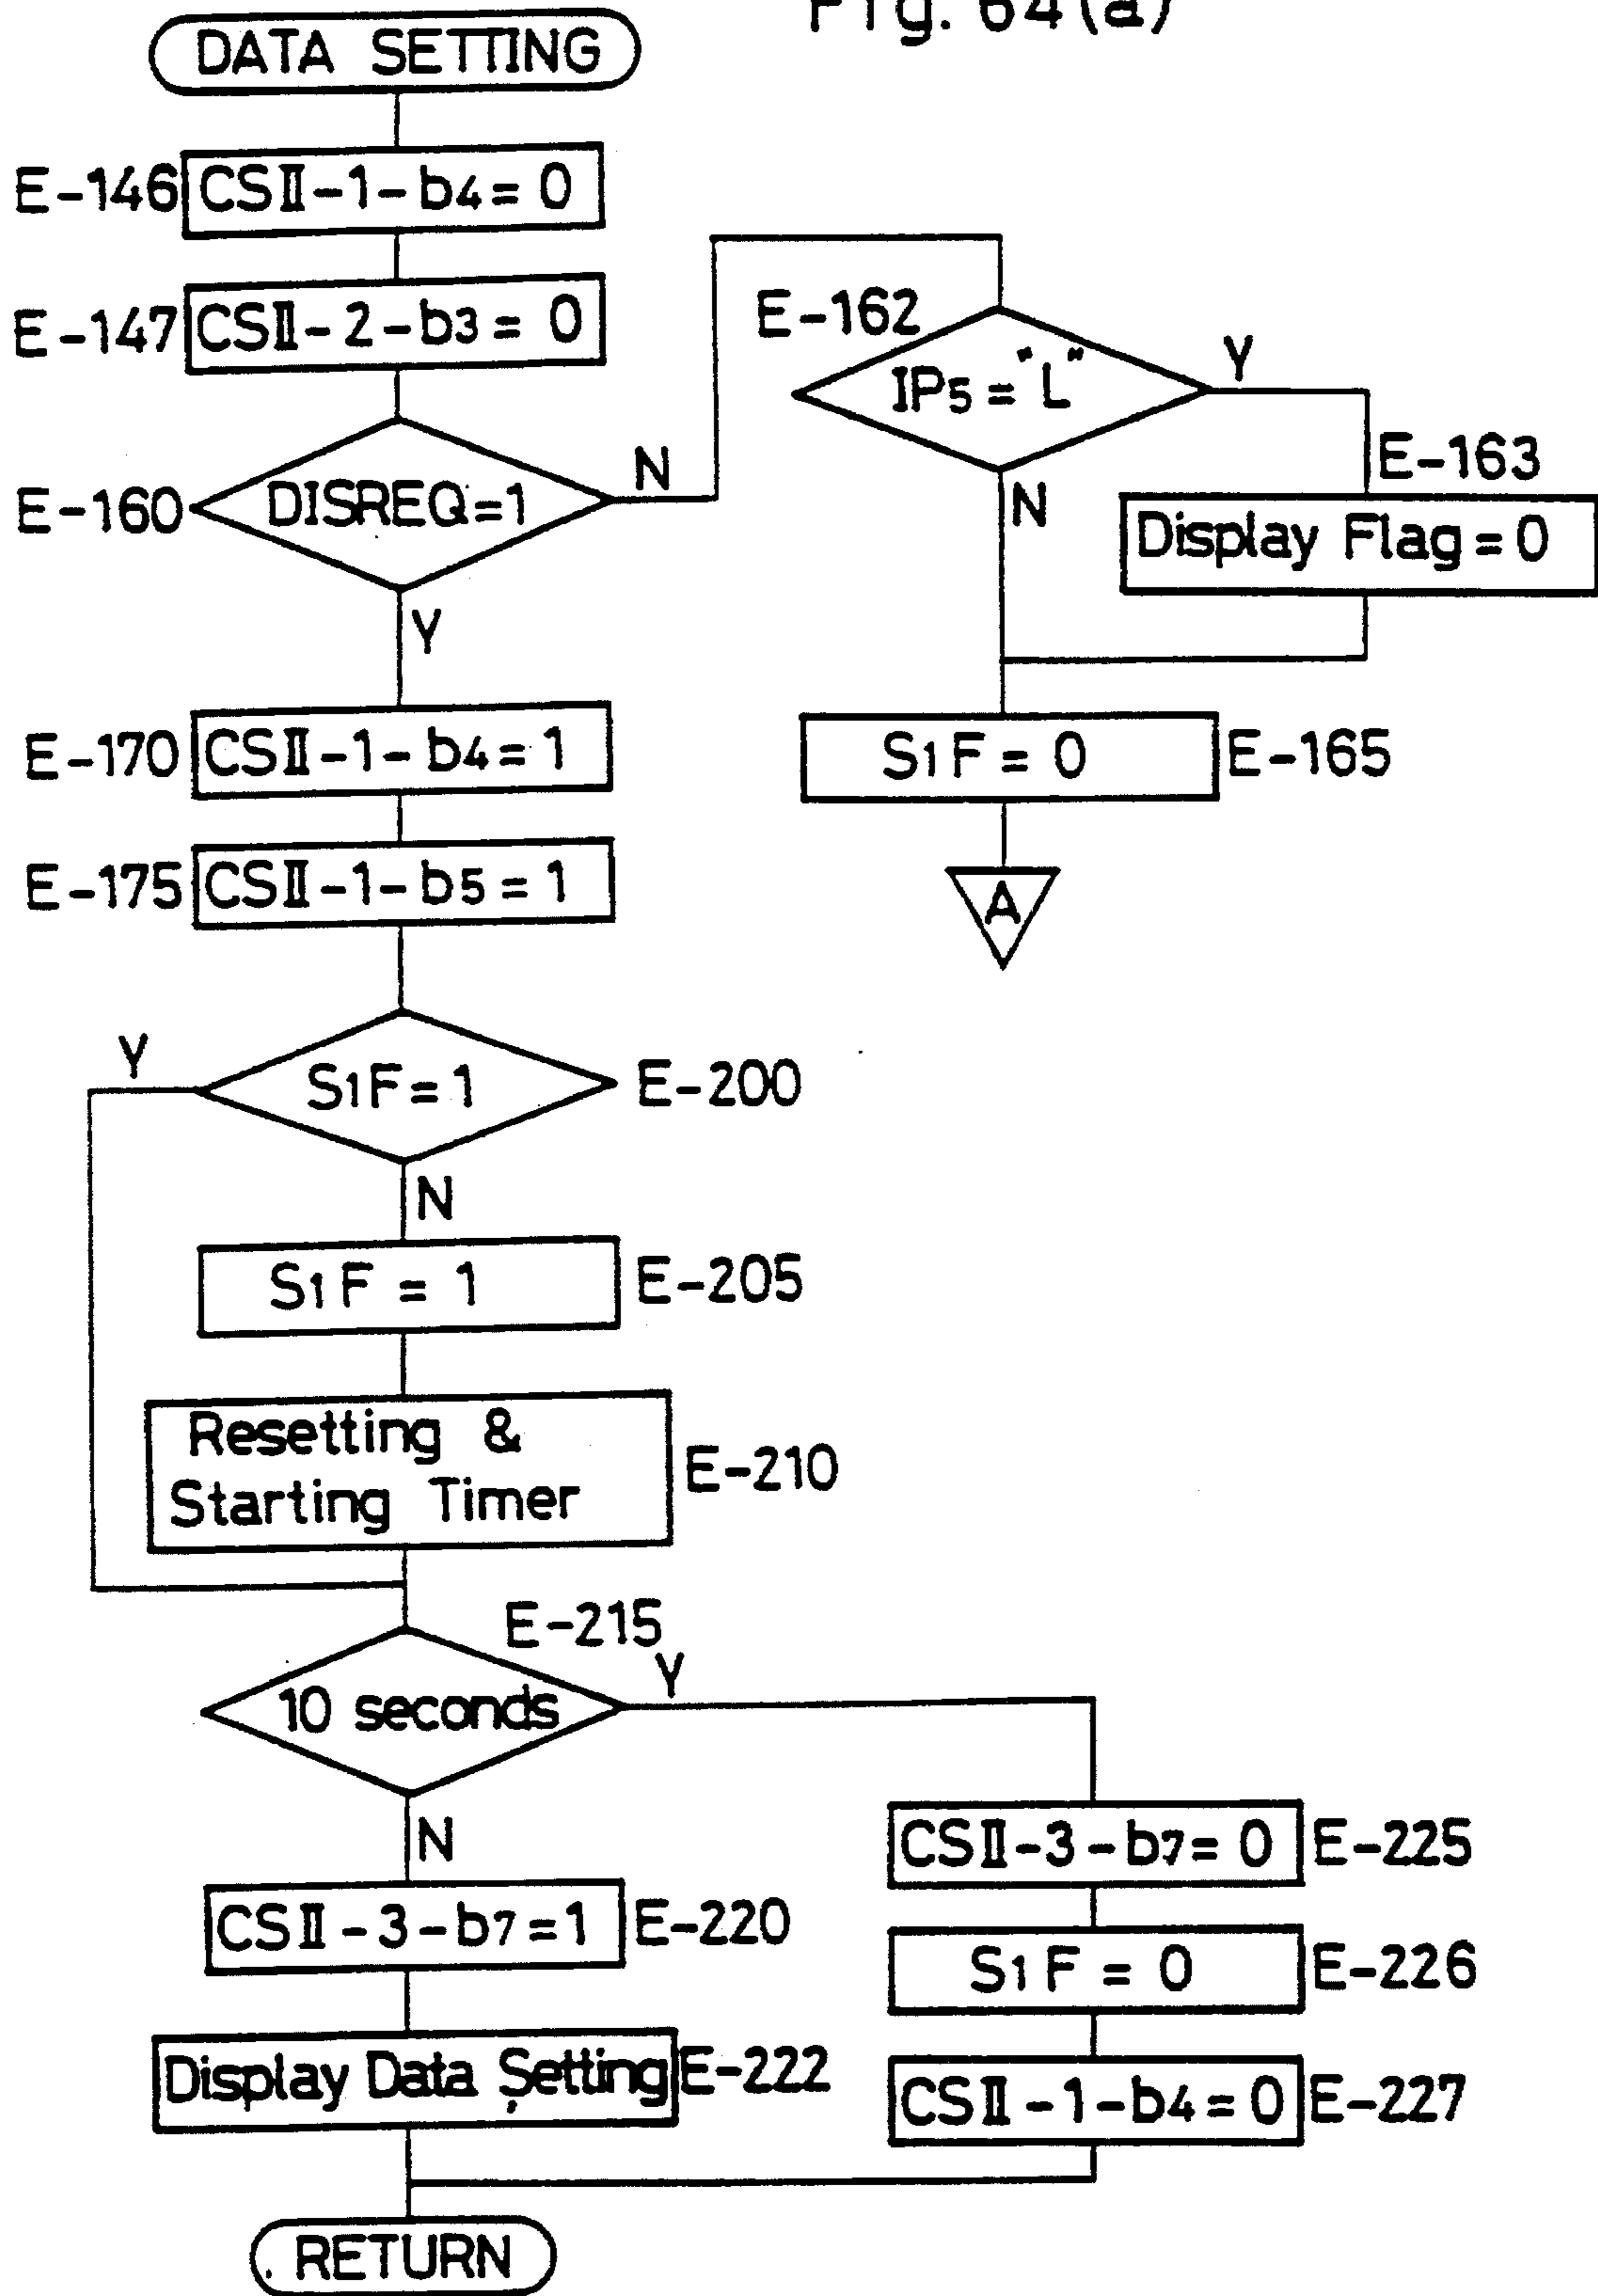 Fig. 64(a)
DATA SETTING
E-146
CSⅡ-1-b4=0
E-147
CSⅡ-2-b3=0
E-160
DISREQ=1
N
Y
E-162
IP5="L"
Y
N
E-163
Display Flag=0
S1F=0
E-165
A
E-170
CSⅡ-1-b4=1
E-175
CSⅡ-1-b5=1
Y
S1F=1
E-200
N
S1F=1
E-205
Resetting &
Starting Timer
E-210
E-215
10 seconds
Y
N
CSⅡ-3-b7=1
E-220
Display Data Setting
E-222
CSⅡ-3-b7=0
E-225
S1F=0
E-226
CSⅡ-1-b4=0
E-227
RETURN